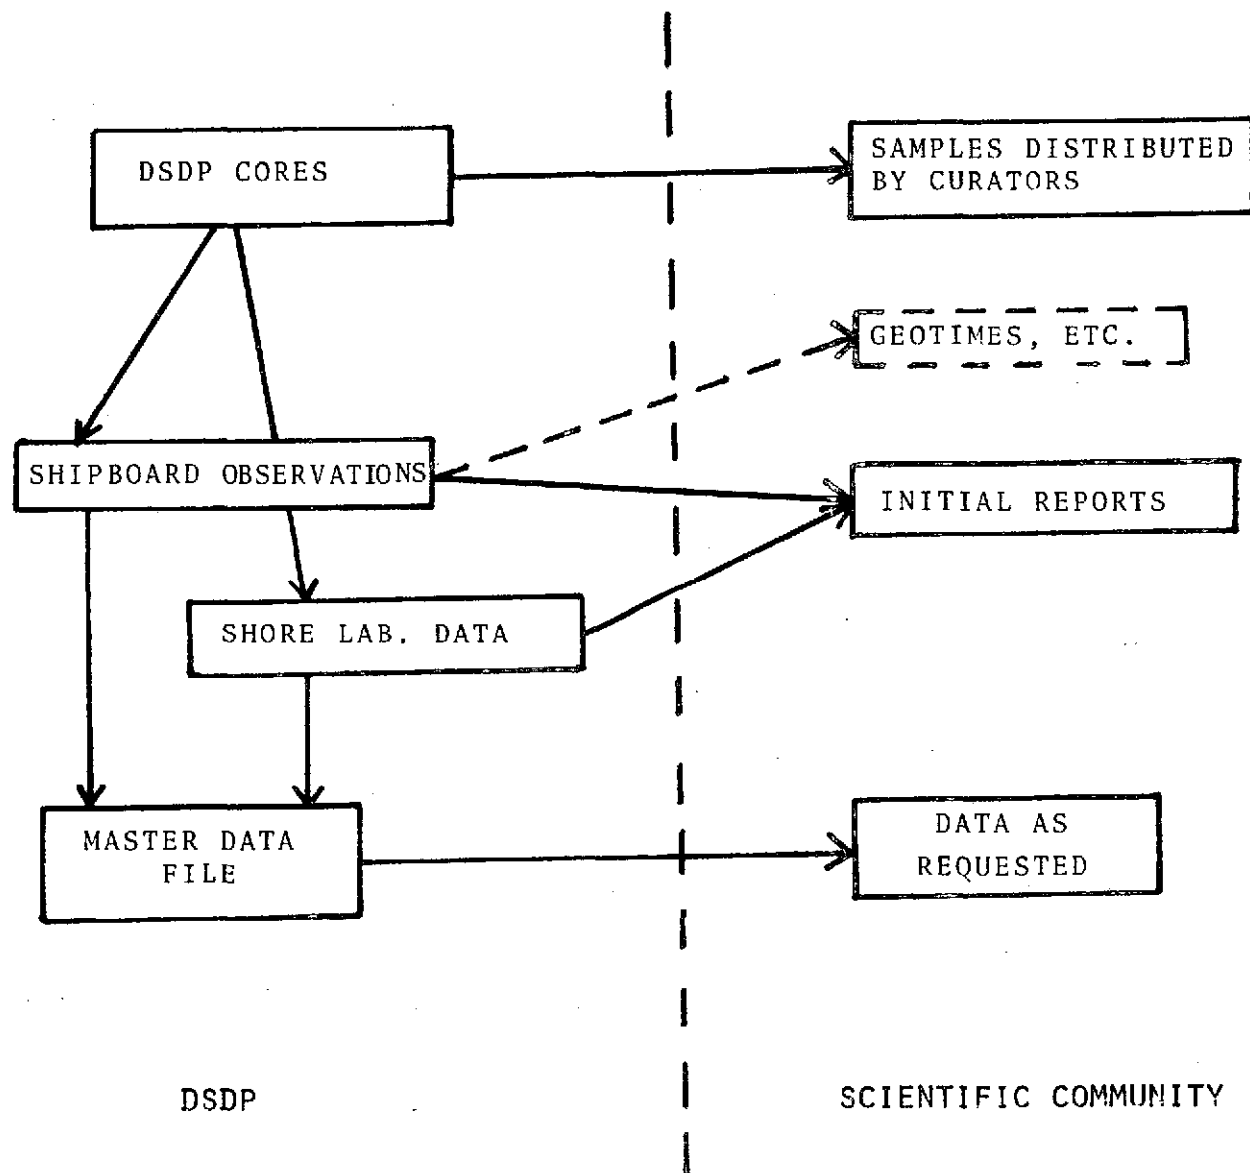 DSDP CORES
SAMPLES DISTRIBUTED
BY CURATORS
GEOTIMES, ETC.
SHIPBOARD OBSERVATIONS
INITIAL REPORTS
SHORE LAB. DATA
MASTER DATA
FILE
DATA AS
REQUESTED
DSDP
SCIENTIFIC COMMUNITY